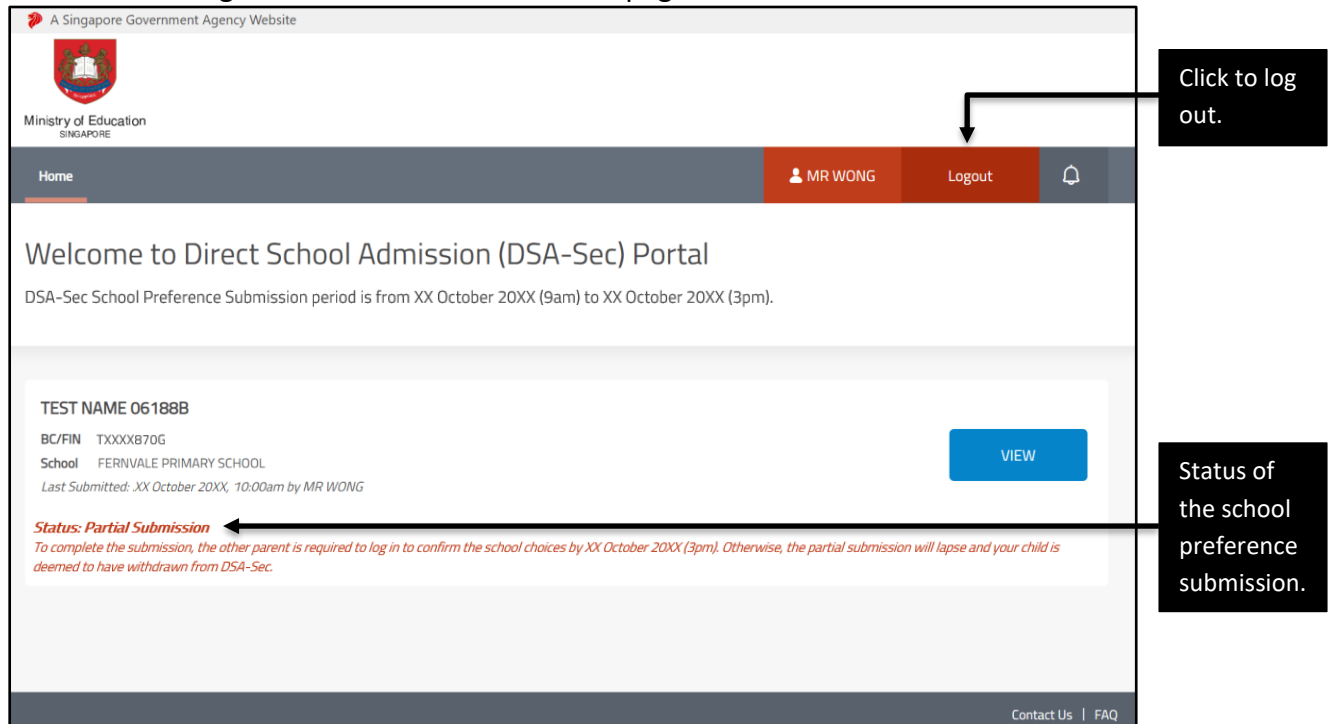 A Singapore Government Agency Website
Ministry of Education
SINGAPORE
Click to log
out.
Home
MR WONG
Logout
Welcome to Direct School Admission (DSA-Sec) Portal
DSA-Sec School Preference Submission period is from XX October 20XX (9am) to XX October 20XX (3pm).
TEST NAME 06188B
BC/FIN TXXXX870G
School FERNVALE PRIMARY SCHOOL
Last Submitted: .XX October 20XX, 10:00am by MR WONG
VIEW
Status: Partial Submission
To complete the submission, the other parent is required to log in to confirm the school choices by XX October 20XX (3pm). Otherwise, the partial submission will lapse and your child is
deemed to have withdrawn from DSA-Sec.
Status of
the school
preference
submission.
Contact Us | FAQ